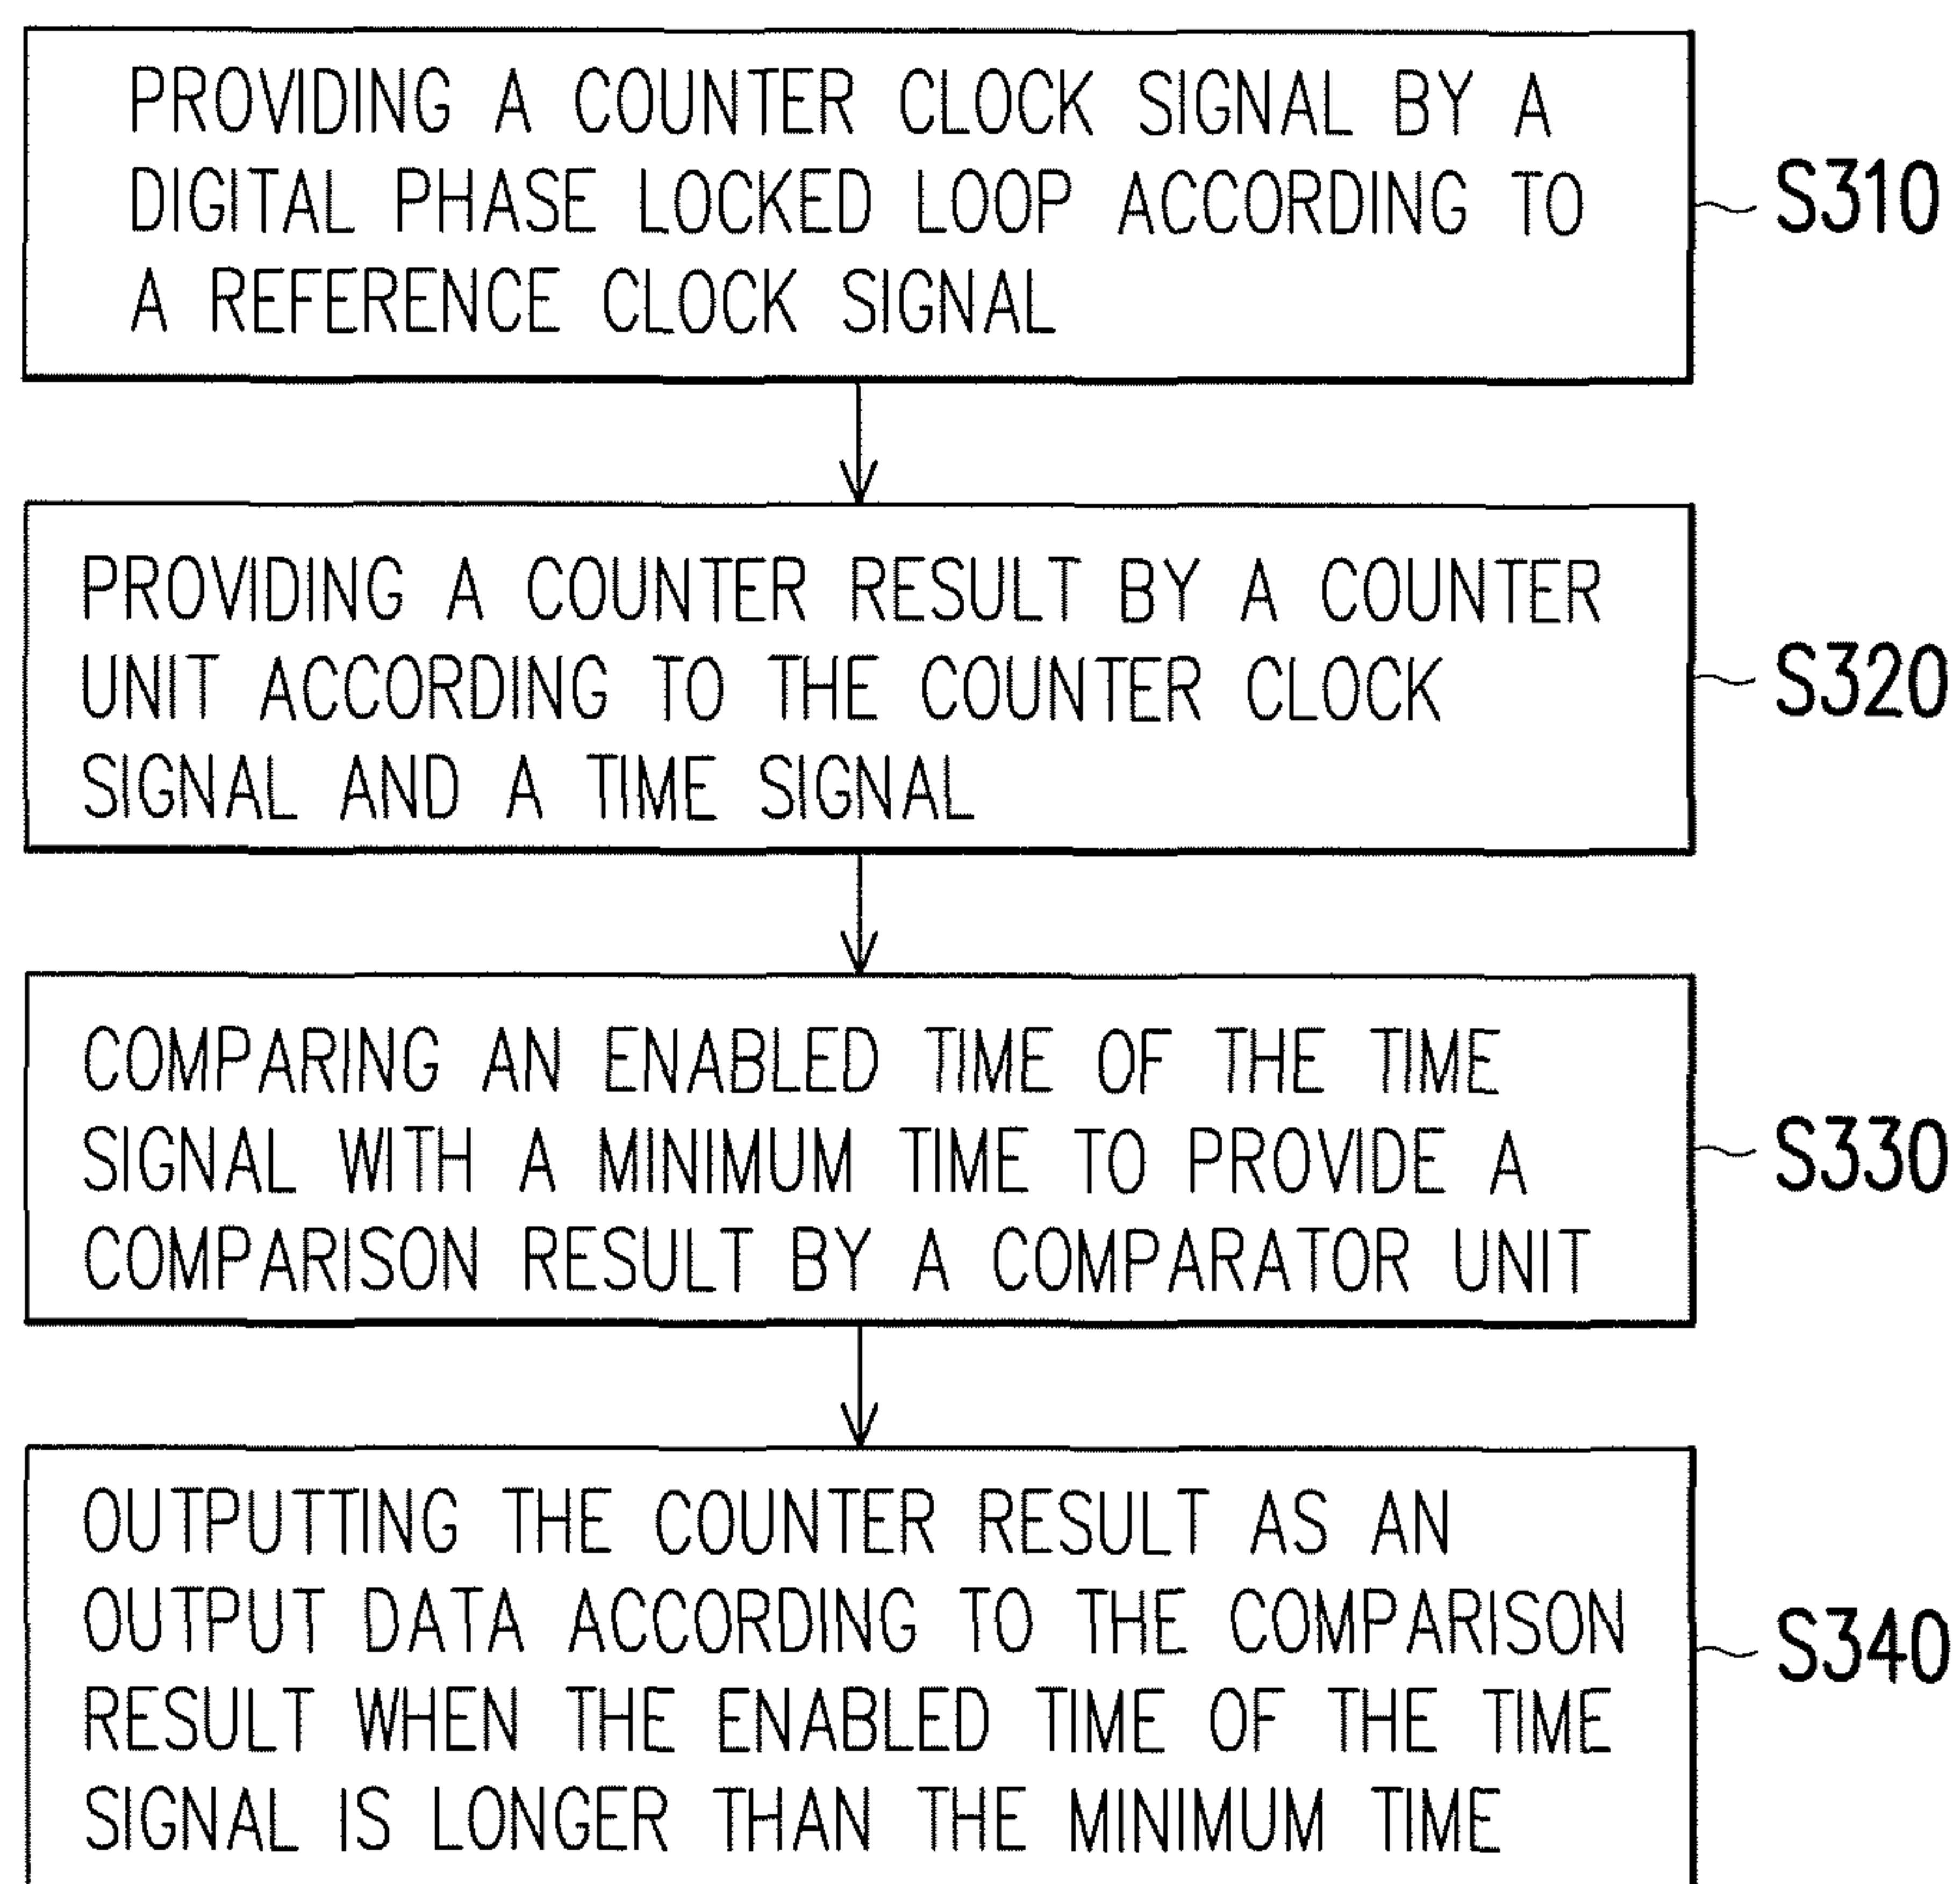 PROVIDING A COUNTER CLOCK SIGNAL BY A
DIGITAL PHASE LOCKED LOOP ACCORDING TO
A REFERENCE CLOCK SIGNAL
S310
PROVIDING A COUNTER RESULT BY A COUNTER
UNIT ACCORDING TO THE COUNTER CLOCK
SIGNAL AND A TIME SIGNAL
S320
COMPARING AN ENABLED TIME OF THE TIME
SIGNAL WITH A MINIMUM TIME TO PROVIDE A
COMPARISON RESULT BY A COMPARATOR UNIT
S330
OUTPUTTING THE COUNTER RESULT AS AN
OUTPUT DATA ACCORDING TO THE COMPARISON
RESULT WHEN THE ENABLED TIME OF THE TIME
SIGNAL IS LONGER THAN THE MINIMUM TIME
S340